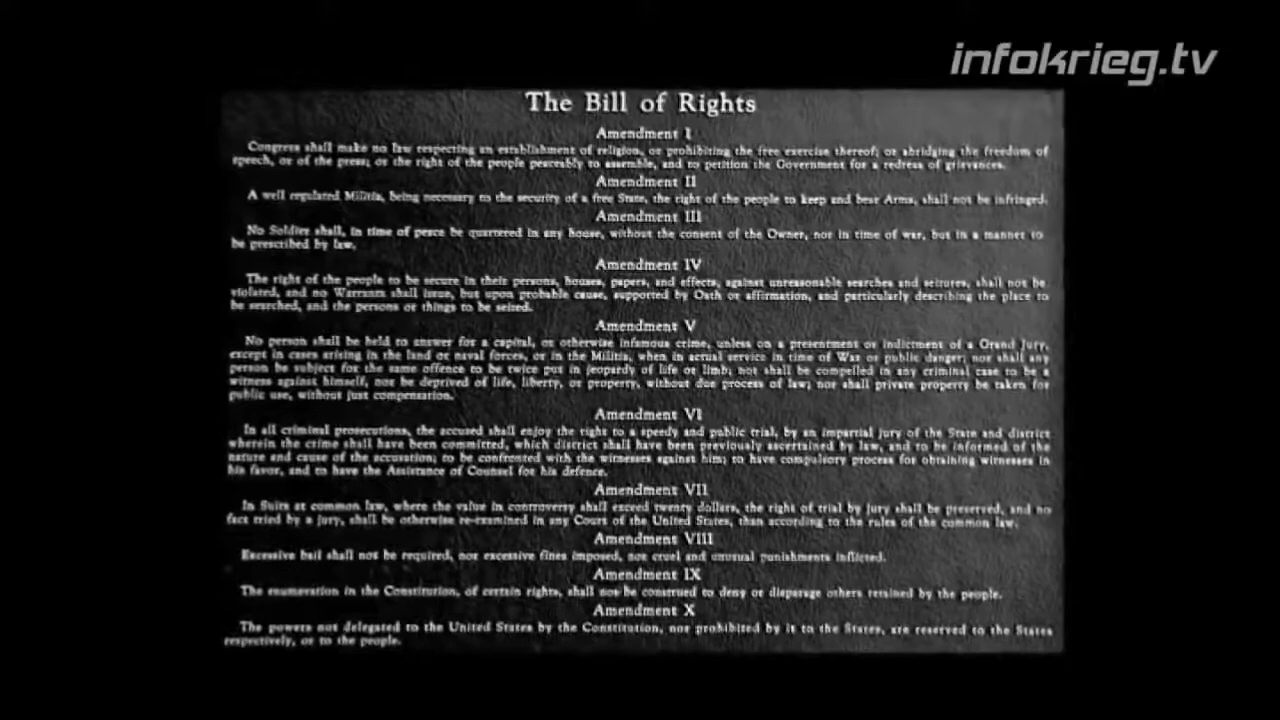 infokrieg.tv
The Bill of Rights
Amendment I
Congress shall make no law respecting an establishment of religion, or prohibiting the free exercise thereof; or abridging the freedom of
speech, or of the press; or the right of the people peaceably to assemble, and to petition the Government for a redress of grievances.
Amendment II
A well regulated Militia, being necessary to the security of a free State, the right of the people to keep and bear Arms, shall not be infringed.
Amendment III
No Soldier shall, in time of peace be quartered in any house, without the consent of the Owner, nor in time of war, but in a manner to
be prescribed by law.
Amendment IV
The right of the people to be secure in their persons, houses, papers, and effects, against unreasonable searches and seizures, shall not be
violated, and no Warrants shall issue, but upon probable cause, supported by Oath or affirmation, and particularly describing the place to
be searched, and the persons or things to be seized.
Amendment V
No person shall be held to answer for a capital, or otherwise infamous crime, unless on a presentment or indictment of a Grand Jury,
except in cases arising in the land or naval forces, or in the Militia, when in actual service in time of War or public danger; nor shall any
person be subject for the same offence to be twice put in jeopardy of life or limb; nor shall be compelled in any criminal case to be a
witness against himself, nor be deprived of life, liberty, or property, without due process of law; nor shall private property be taken for
public use, without just compensation.
Amendment VI
In all criminal prosecutions, the accused shall enjoy the right to a speedy and public trial, by an impartial jury of the State and district
wherein the crime shall have been committed, which district shall have been previously ascertained by law, and to be informed of the
nature and cause of the accusation; to be confronted with the witnesses against him; to have compulsory process for obtaining witnesses in
his favor, and to have the Assistance of Counsel for his defence.
Amendment VII
In Suits at common law, where the value in controversy shall exceed twenty dollars, the right of trial by jury shall be preserved, and no
fact tried by a jury, shall be otherwise re-examined in any Court of the United States, than according to the rules of the common law.
Amendment VIII
Excessive bail shall not be required, nor excessive fines imposed, nor cruel and unusual punishments inflicted.
Amendment IX
The enumeration in the Constitution, of certain rights, shall not be construed to deny or disparage others retained by the people.
Amendment X
The powers not delegated to the United States by the Constitution, nor prohibited by it to the States, are reserved to the States
respectively, or to the people.